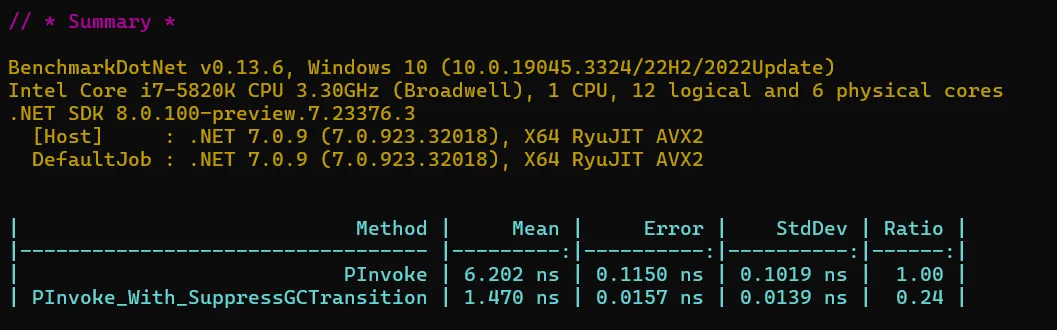 // * Summary *
BenchmarkDotNet v0.13.6, Windows 10 (10.0.19045.3324/22H2/2022Update)
Intel Core i7-5820K CPU 3.30GHz (Broadwell), 1 CPU, 12 logical and 6 physical cores
.NET SDK 8.0.100-preview.7.23376.3
  [Host]     : .NET 7.0.9 (7.0.923.32018), X64 RyuJIT AVX2
  DefaultJob : .NET 7.0.9 (7.0.923.32018), X64 RyuJIT AVX2
|                             Method |     Mean |     Error |    StdDev | Ratio |
|---------------------------------- |---------:|----------:|----------:|------:|
|                            PInvoke | 6.202 ns | 0.1150 ns | 0.1019 ns |  1.00 |
| PInvoke_With_SuppressGCTransition | 1.470 ns | 0.0157 ns | 0.0139 ns |  0.24 |